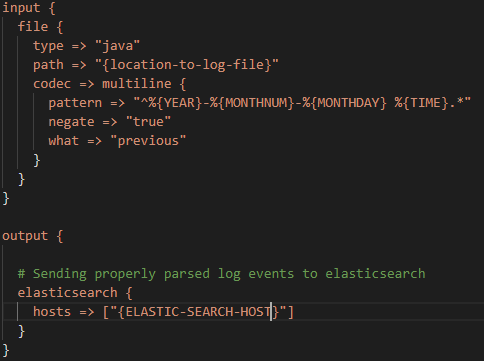 input {
file {
type => "java"
path => "{location-to-log-file}"
codec => multiline {
pattern => "^%{YEAR}-%{MONTHNUM}-%{MONTHDAY} %{TIME}.*"
negate => "true"
what => "previous"
}
}
}
output {
# Sending properly parsed log events to elasticsearch
elasticsearch {
hosts => ["{ELASTIC-SEARCH-HOST}"]
}
}